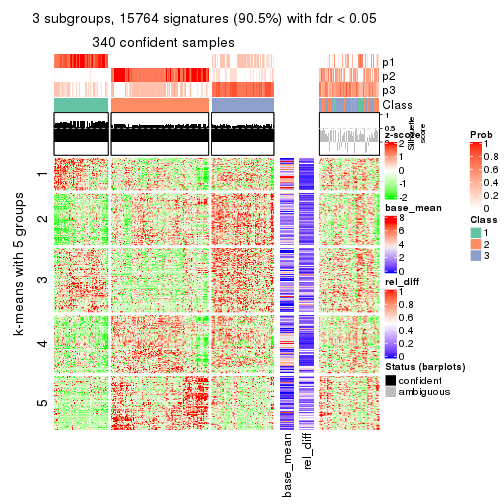 3 subgroups, 15764 signatures (90.5%) with fdr < 0.05
340 confident samples
p1
p2
p3
Class
1
0.5
0
Silhouette
score
k-means with 5 groups
1
2
3
4
5
base_mean
rel_diff
z-score
2
1
0
-1
-2
base_mean
8
6
4
2
0
rel_diff
1
0.8
0.6
0.4
0.2
0
Status (barplots)
confident
ambiguous
Prob
1
0.8
0.6
0.4
0.2
0
Class
1
2
3